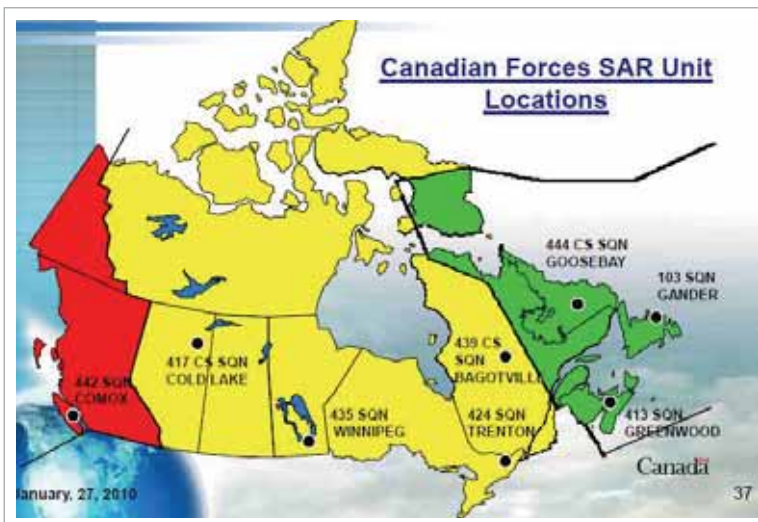 Canadian Forces SAR Unit
Locations
444 CS SQN
GOOSEBAY
103 SQN
GANDER
439 CS
SQN
BAGOTVILLE
417 CS SQN
COLD LAKE
442 SQN
COMOX
435 SQN
WINNIPEG
424 SQN
TRENTON
413 SQN
GREENWOOD
Canada
January, 27, 2010
37